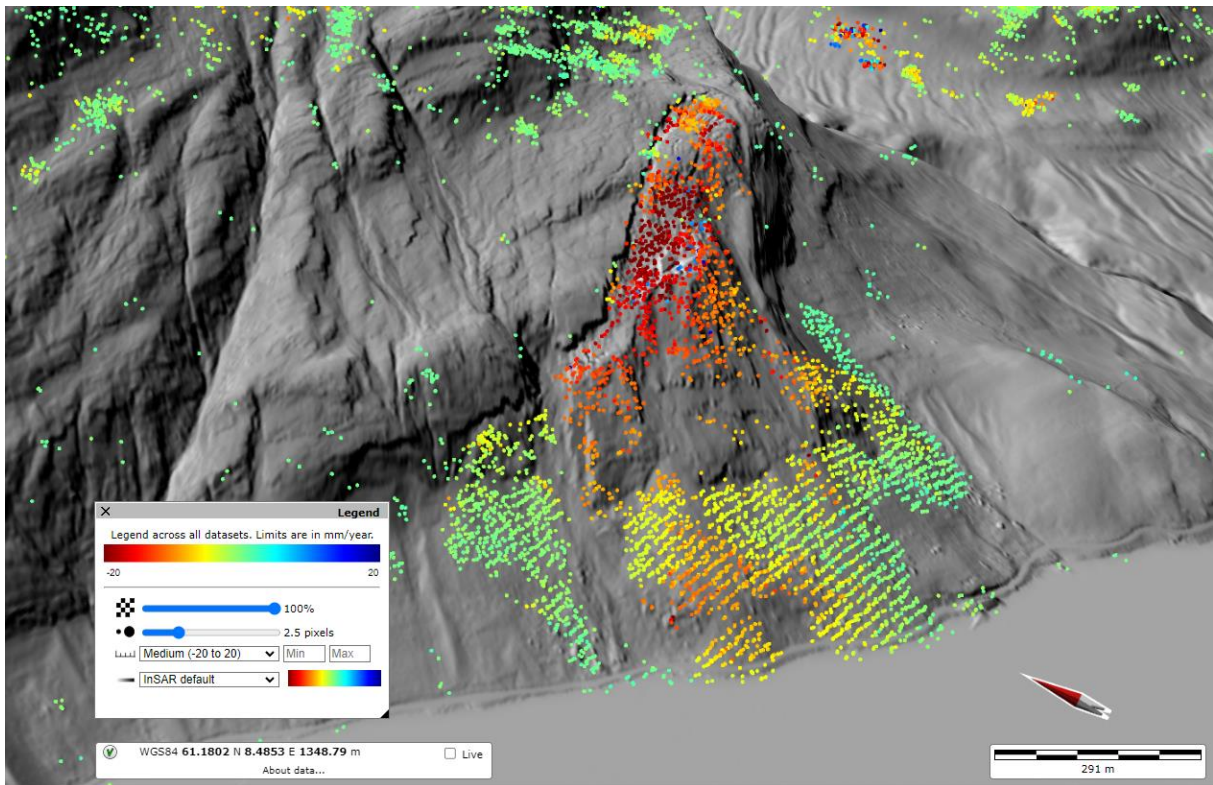 Legend
Legend across all datasets. Limits are in mm/year.
-20 20
100%
2.5 pixels
Medium (-20 to 20) Min Max
InSAR default
WGS84 61.1802 N 8.4853 E 1348.79 m Live
About data...
291 m